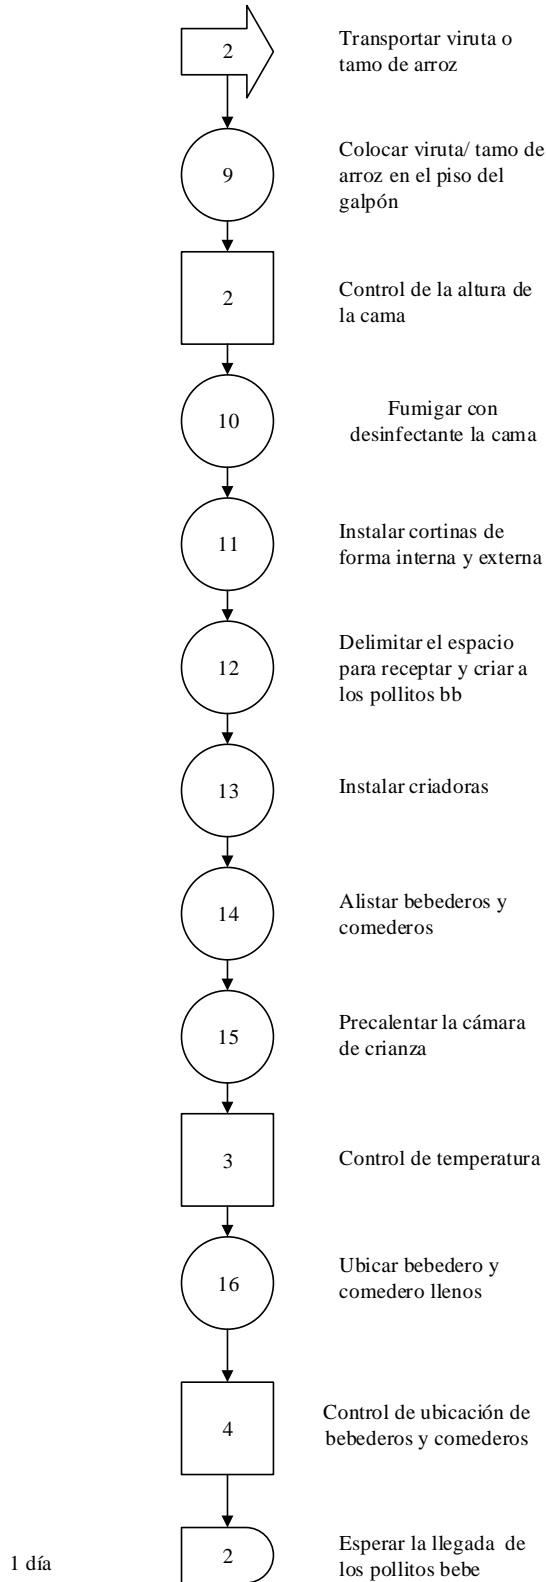 2
Transportar viruta o
tamo de arroz
9
Colocar viruta/ tamo de
arroz en el piso del
galpón
2
Control de la altura de
la cama
10
Fumigar con
desinfectante la cama
11
Instalar cortinas de
forma interna y externa
12
Delimitar el espacio
para receptar y criar a
los pollitos bb
13
Instalar criadoras
14
Alistar bebederos y
comederos
15
Precalentar la cámara
de crianza
3
Control de temperatura
16
Ubicar bebedero y
comedero llenos
4
Control de ubicación de
bebederos y comederos
1 día
2
Esperar la llegada de
los pollitos bebe